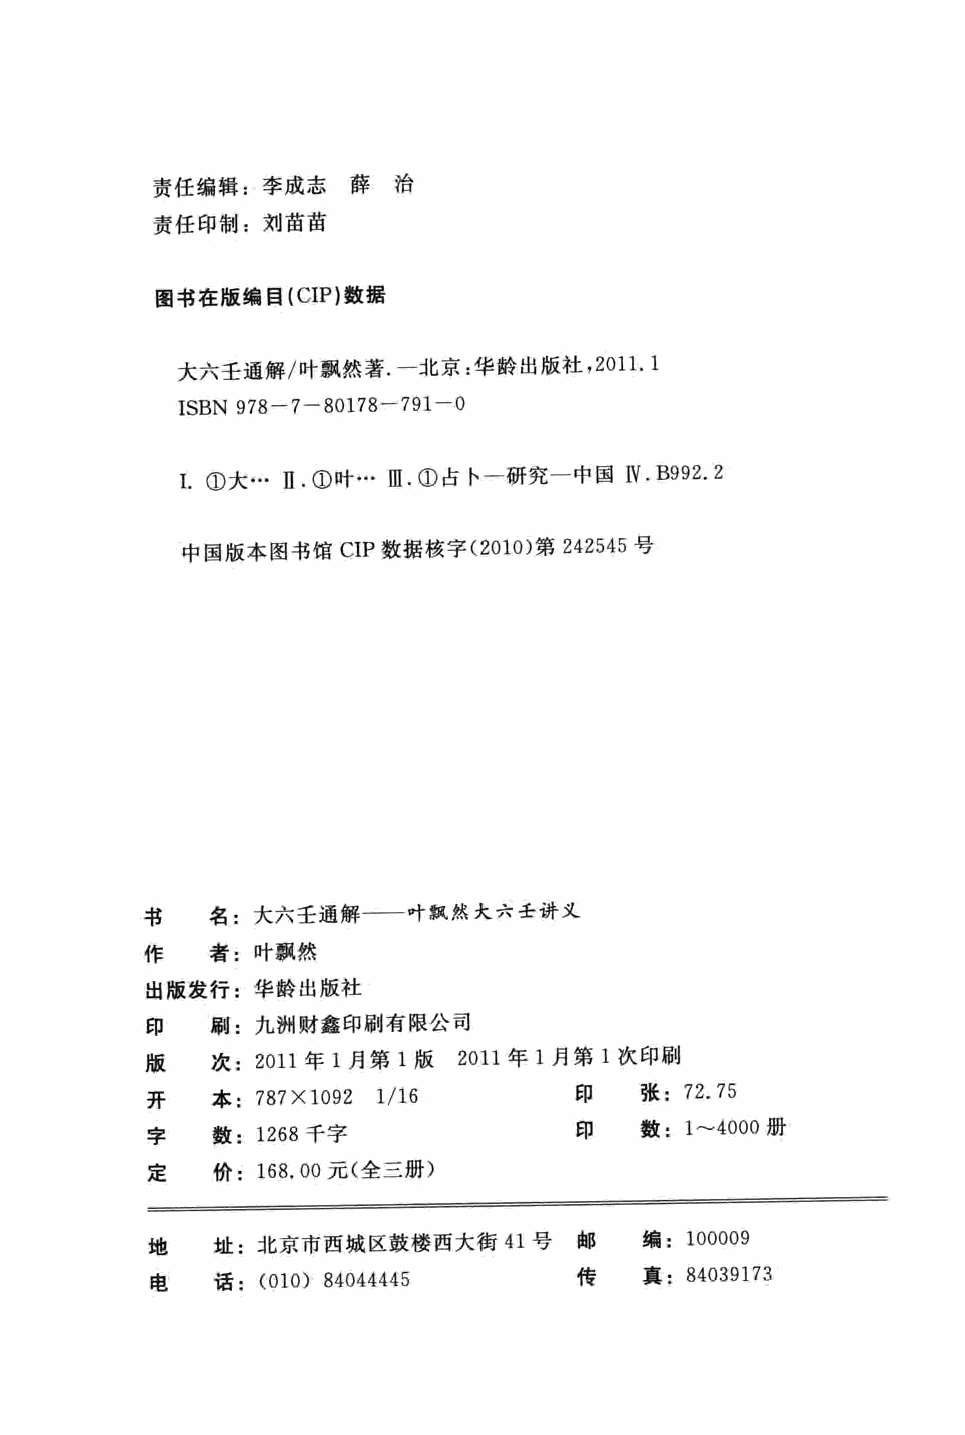 责任编辑：李成志　薛　治
责任印制：刘苗苗
图书在版编目(CIP)数据
大六壬通解/叶飘然著.—北京:华龄出版社,2011.1
ISBN 978-7-80178-791-0
Ⅰ. ①大… Ⅱ.①叶… Ⅲ.①占卜—研究—中国 Ⅳ.B992.2
中国版本图书馆 CIP 数据核字(2010)第 242545 号
书　　名：大六壬通解——叶飘然大六壬讲义
作　　者：叶飘然
出版发行：华龄出版社
印　　刷：九洲财鑫印刷有限公司
版　　次：2011 年 1 月第 1 版　2011 年 1 月第 1 次印刷
开　　本：787×1092　1/16　　印　　张：72.75
字　　数：1268 千字　　印　　数：1～4000 册
定　　价：168.00 元(全三册)
地　　址：北京市西城区鼓楼西大街 41 号　邮　　编：100009
电　　话：(010) 84044445　　传　　真：84039173